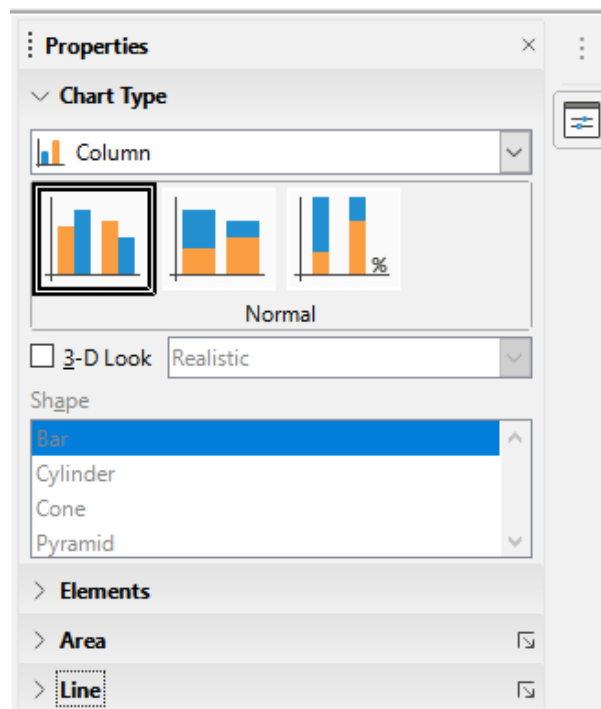 Properties
Chart Type
Column
%
Normal
3-D Look Realistic
Shape
Bar
Cylinder
Cone
Pyramid
Elements
Area
Line